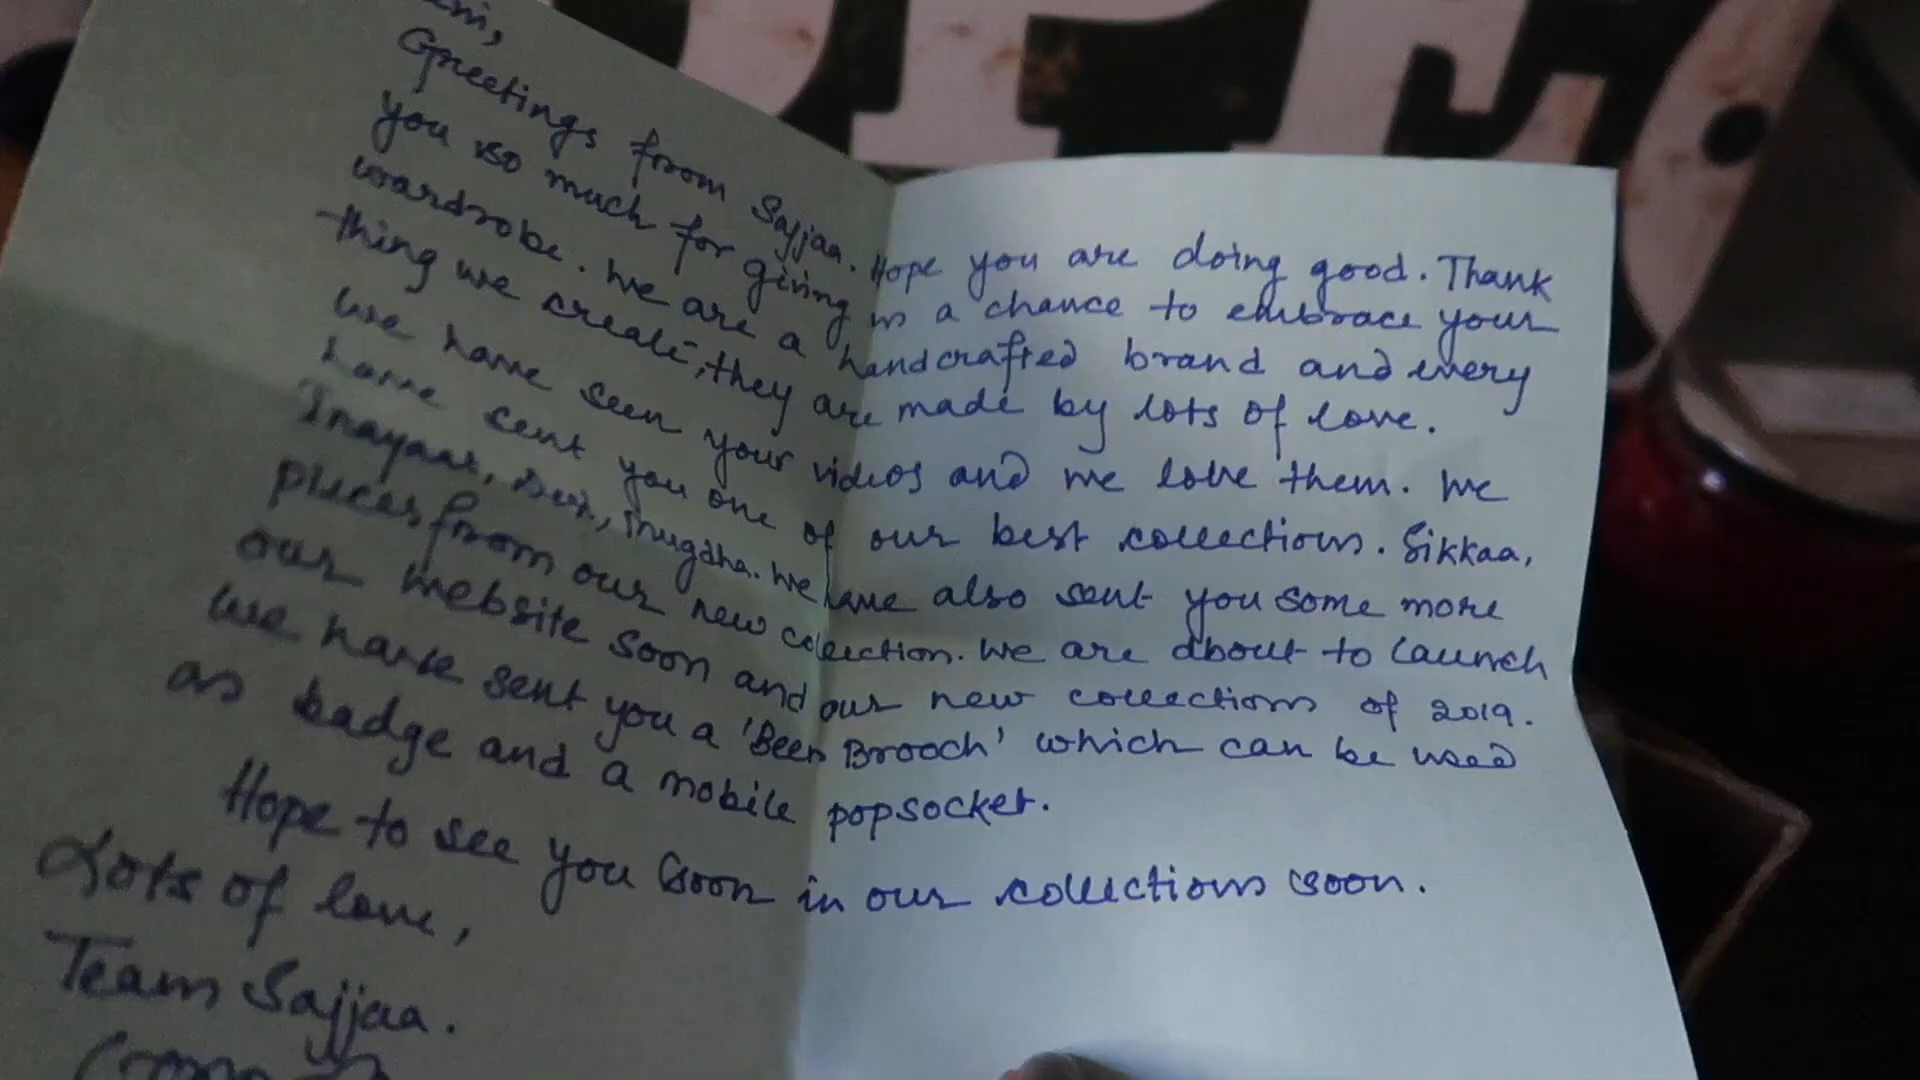 OPE
Greetings from Sajjaa. Hope you are doing good. Thank
you so much for giving us a chance to embrace your
wardrobe. We are a handcrafted brand and every
thing we create, they are made by lots of love.
We have seen your videos and we love them. We
have sent you one of our best collections. Sikkaa,
Inayaat, Mugdha. We have also sent you some more
pieces from our new collection. We are about to launch
our website soon and our new collections of 2019.
We have sent you a 'Been Brooch' which can be used
as badge and a mobile popsocket.
Hope to see you soon in our collections soon.
Lots of love,
Team Sajjaa.